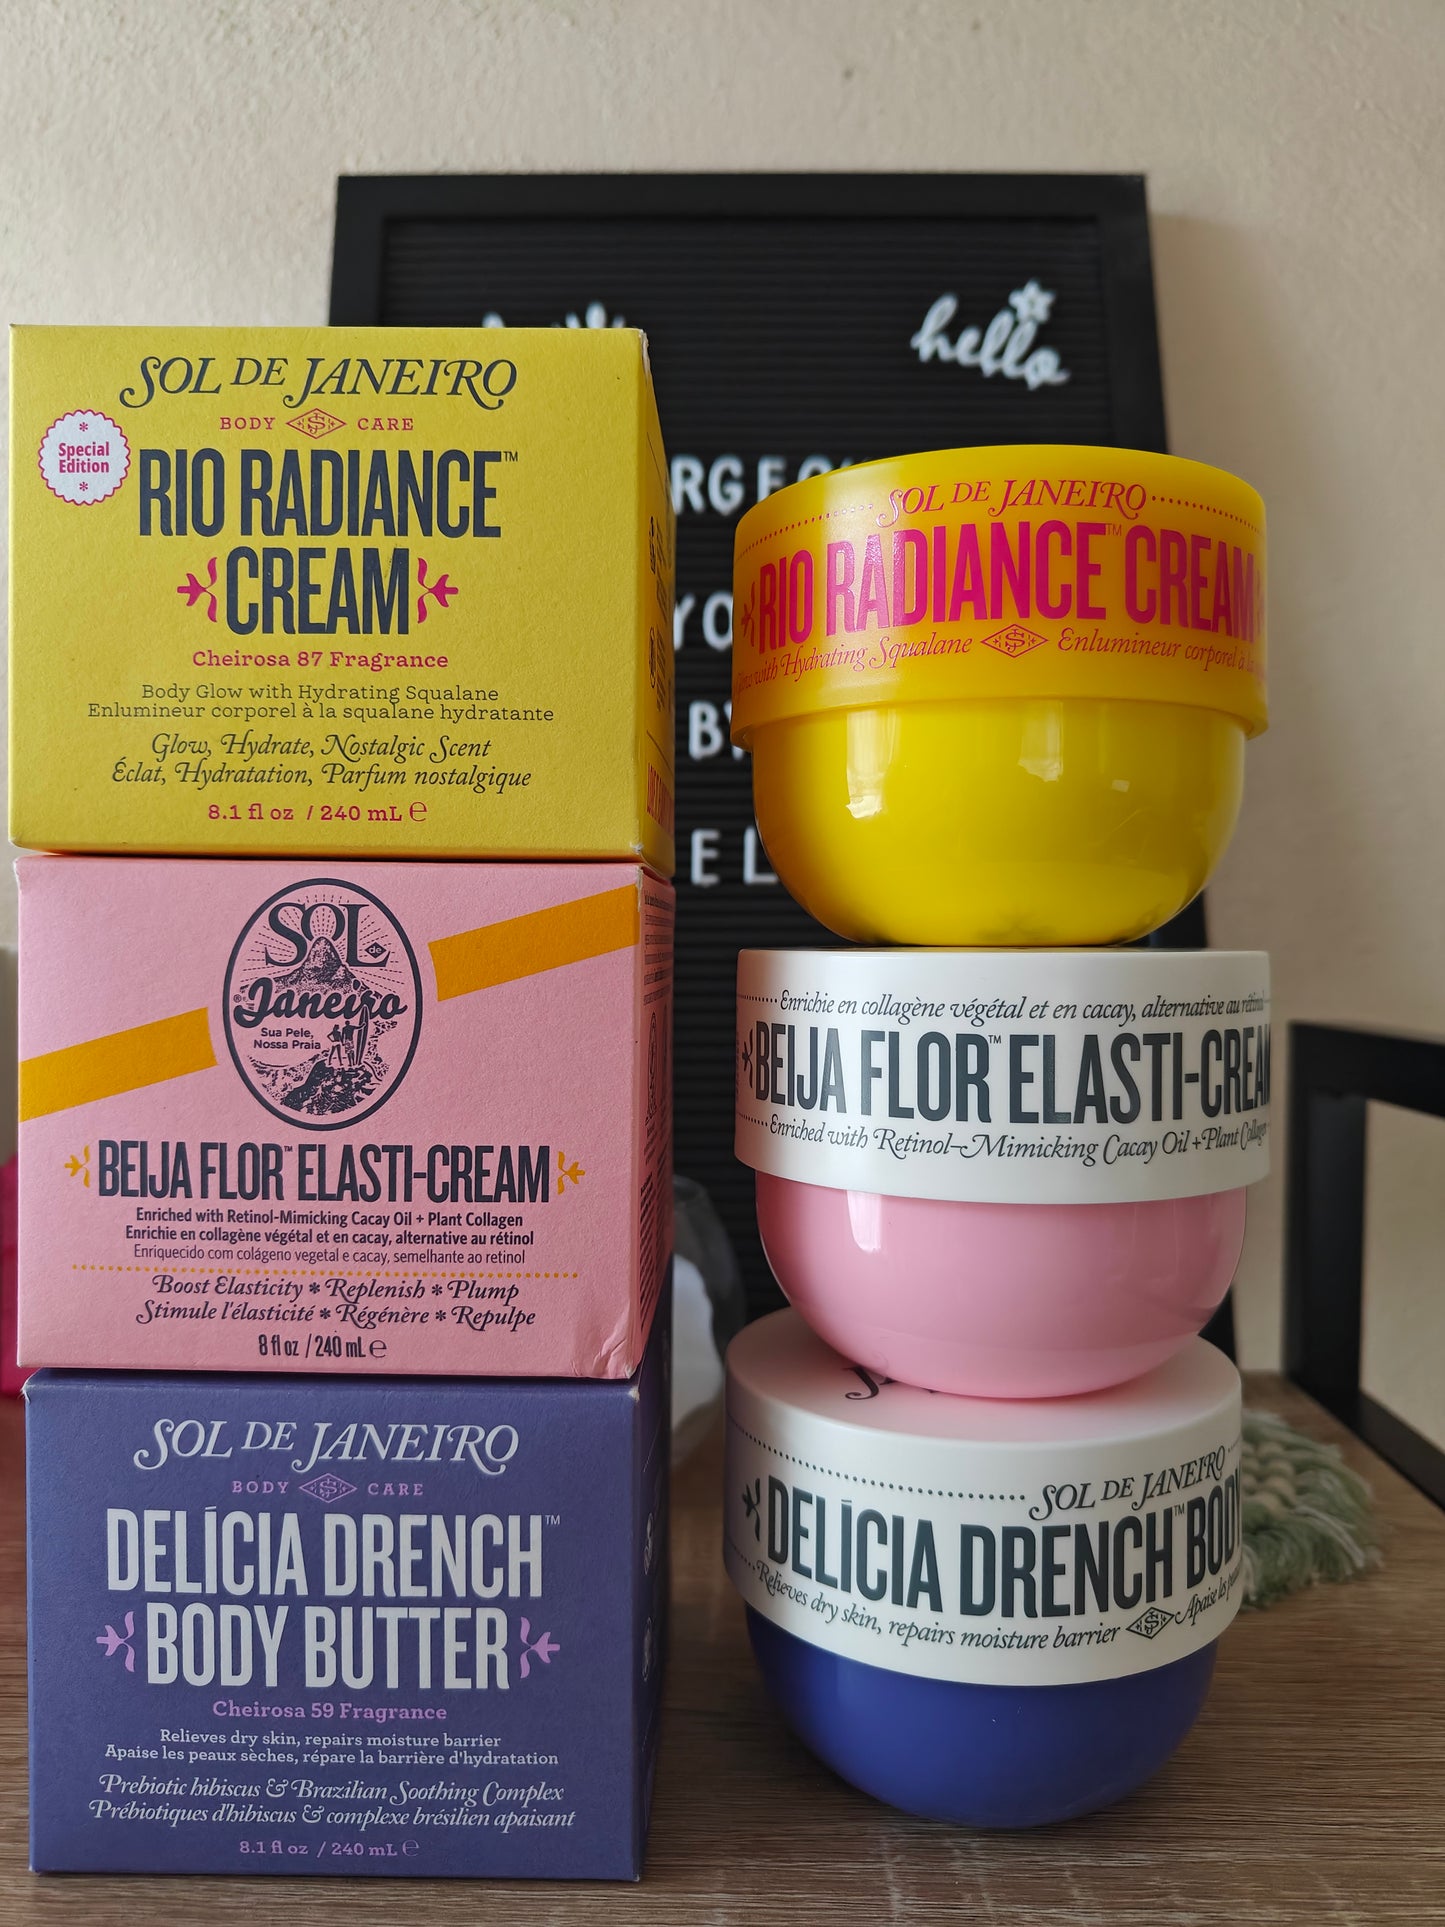 SOL DE JANEIRO
BODY CARE
Special
Edition
RIO RADIANCE™
CREAM
Cheirosa 87 Fragrance
Body Glow with Hydrating Squalane
Enlumineur corporel à la squalane hydratante
Glow, Hydrate, Nostalgic Scent
Éclat, Hydratation, Parfum nostalgique
8.1 fl oz / 240 mL ℮
SOL
de
Janeiro®
Sua Pele,
Nossa Praia
BEIJA FLOR™ ELASTI-CREAM
Enriched with Retinol-Mimicking Cacay Oil + Plant Collagen
Enrichie en collagène végétal et en cacay, alternative au rétinol
Enriquecido com colágeno vegetal e cacay, semelhante ao retinol
Boost Elasticity * Replenish * Plump
Stimule l'élasticité * Régénère * Repulpe
8 fl oz / 240 mL ℮
SOL DE JANEIRO
BODY CARE
DELÍCIA DRENCH™
BODY BUTTER
Cheirosa 59 Fragrance
Relieves dry skin, repairs moisture barrier
Apaise les peaux sèches, répare la barrière d'hydratation
Prebiotic hibiscus & Brazilian Soothing Complex
Prébiotiques d'hibiscus & complexe brésilien apaisant
8.1 fl oz / 240 mL ℮
hello
RGEO
YO
BY
E L
SOL DE JANEIRO
RIO RADIANCE™ CREAM
with Hydrating Squalane Enlumineur corporel à
Enrichie en collagène végétal et en cacay, alternative au rétinol
BEIJA FLOR™ ELASTI-CREAM
Enriched with Retinol-Mimicking Cacay Oil + Plant Collagen
SOL DE JANEIRO
DELÍCIA DRENCH™ BODY
Relieves dry skin, repairs moisture barrier Apaise les